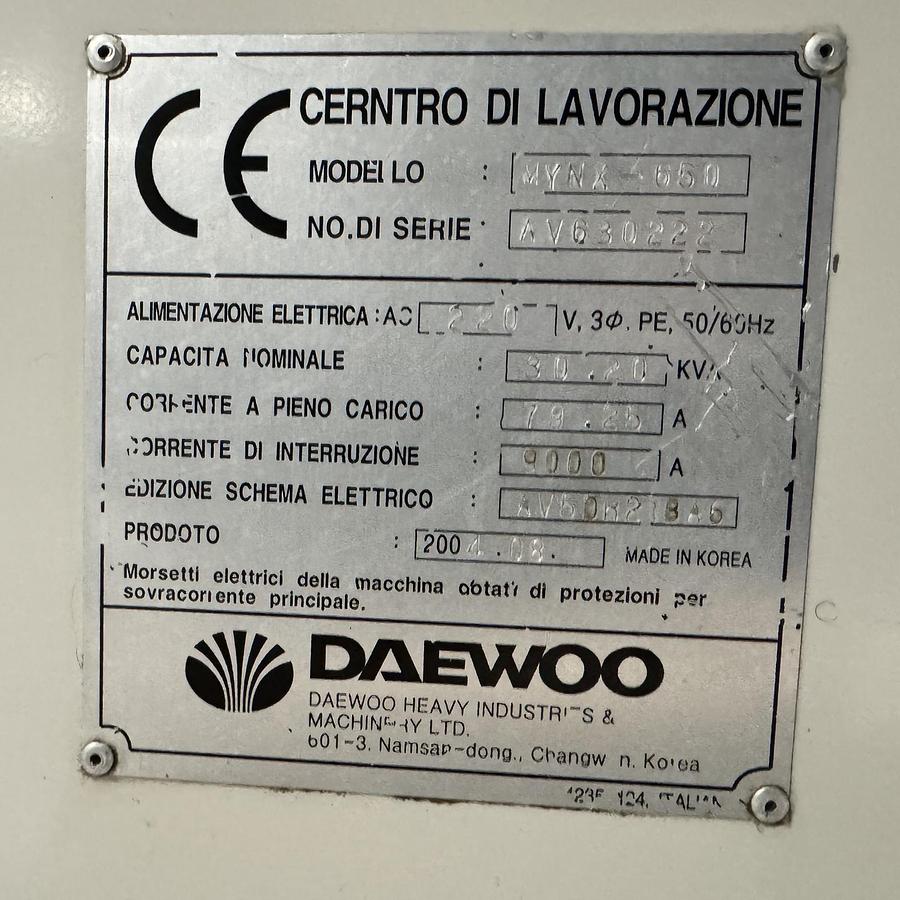 CE
CERNTRO DI LAVORAZIONE
MODELLO : MYNX-650
NO.DI SERIE : AV630222
ALIMENTAZIONE ELETTRICA : AC 220 V, 3Φ. PE, 50/60Hz
CAPACITA NOMINALE : 30.20 KVA
CORRENTE A PIENO CARICO : 79.25 A
CORRENTE DI INTERRUZIONE : 9000 A
EDIZIONE SCHEMA ELETTRICO :
PRODOTO : 2004.08. MADE IN KOREA
Morsetti elettrici della macchina di protezioni per
sovracorrente principale.
DAEWOO
DAEWOO HEAVY INDUSTRIES &
MACHINERY LTD.
601-3. Namsan-dong., Changwon. Korea